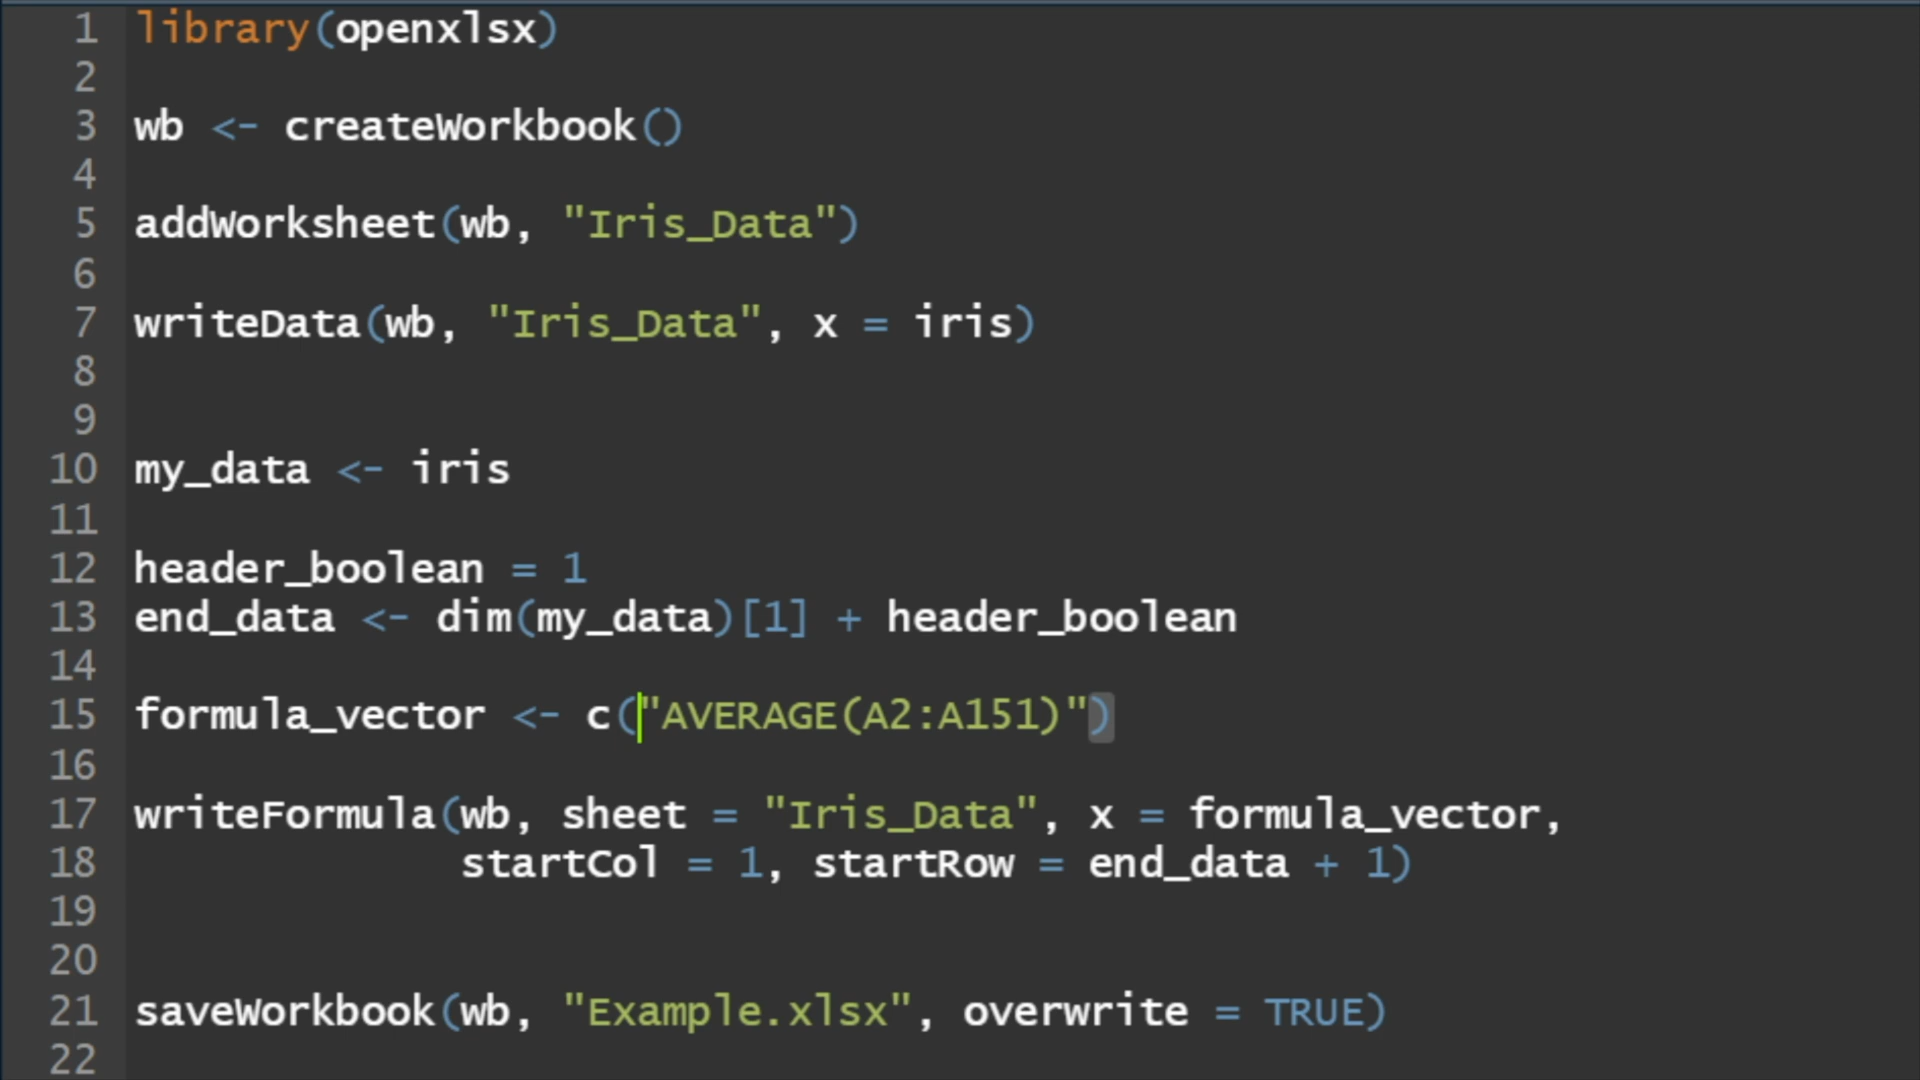 1 library(openxlsx)
2
3 wb <- createWorkbook()
4
5 addWorksheet(wb, "Iris_Data")
6
7 writeData(wb, "Iris_Data", x = iris)
8
9
10 my_data <- iris
11
12 header_boolean = 1
13 end_data <- dim(my_data)[1] + header_boolean
14
15 formula_vector <- c("AVERAGE(A2:A151)")
16
17 writeFormula(wb, sheet = "Iris_Data", x = formula_vector,
18 startCol = 1, startRow = end_data + 1)
19
20
21 saveWorkbook(wb, "Example.xlsx", overwrite = TRUE)
22